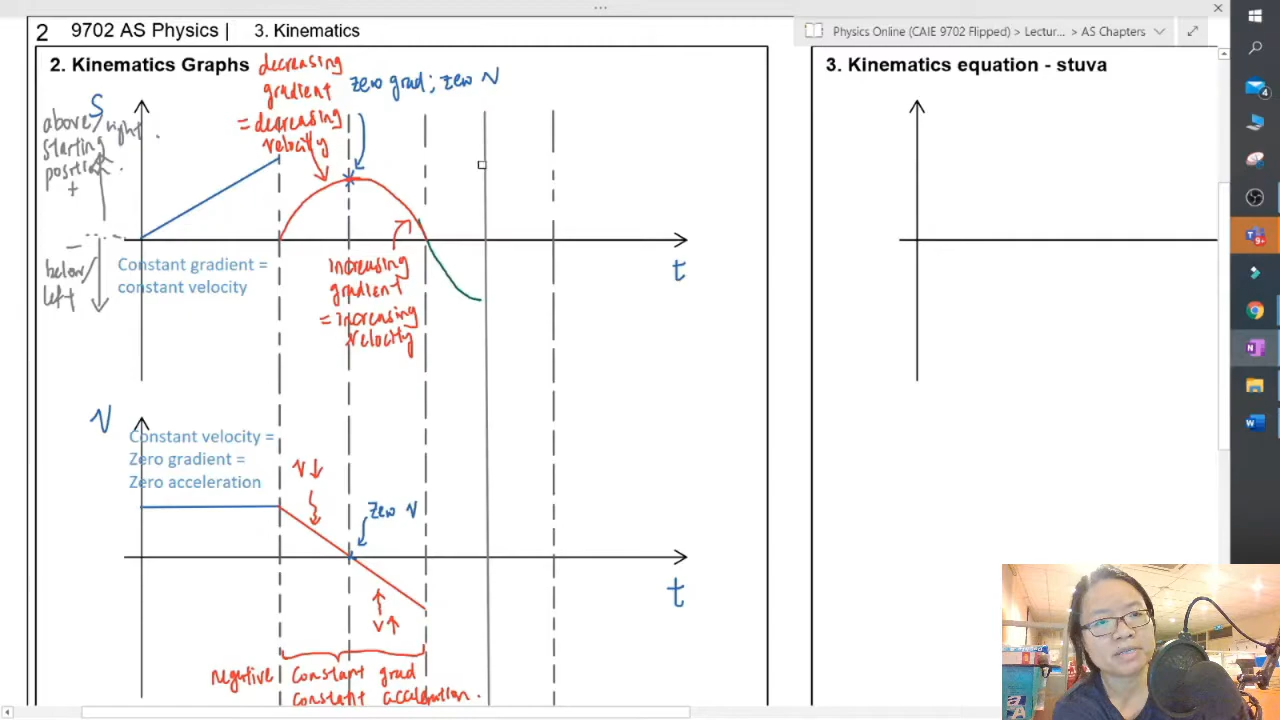 2 9702 AS Physics | 3. Kinematics
Physics Online (CAIE 9702 Flipped) > Lectur... > AS Chapters
2. Kinematics Graphs
3. Kinematics equation - stuva
decreasing
gradient
= decreasing
velocity
zero grad; zero V
S
above/right
starting
position
+
−
below/
left
Constant gradient =
constant velocity
increasing
gradient
= increasing
velocity
t
V
Constant velocity =
Zero gradient =
Zero acceleration
V↓
zero V
t
V↑
negative constant grad
constant acceleration.